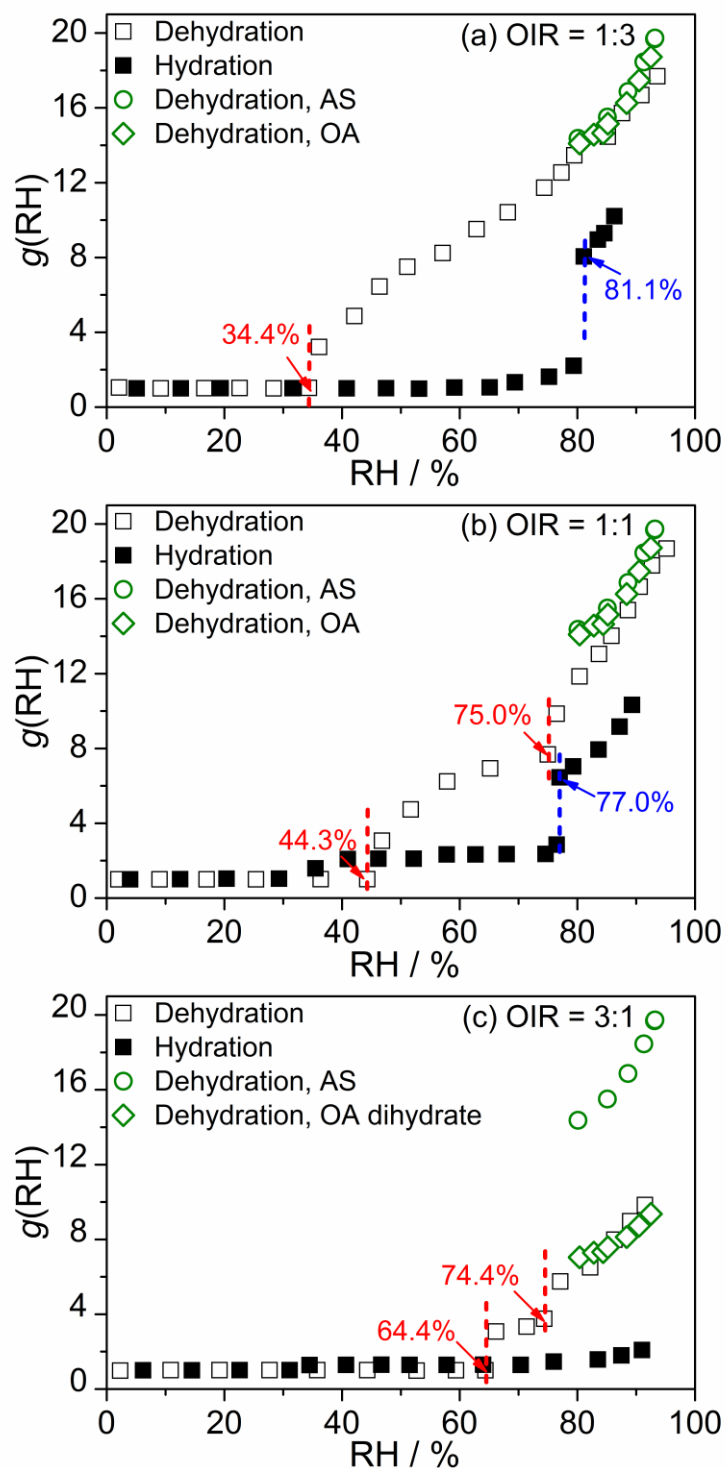 20
16
12
8
4
0
g(RH)
Dehydration
Hydration
Dehydration, AS
Dehydration, OA
(a) OIR = 1:3
34.4%
81.1%
0 20 40 60 80 100
RH / %
20
16
12
8
4
0
g(RH)
Dehydration
Hydration
Dehydration, AS
Dehydration, OA
(b) OIR = 1:1
75.0%
77.0%
44.3%
0 20 40 60 80 100
RH / %
20
16
12
8
4
0
g(RH)
Dehydration
Hydration
Dehydration, AS
Dehydration, OA dihydrate
(c) OIR = 3:1
74.4%
64.4%
0 20 40 60 80 100
RH / %